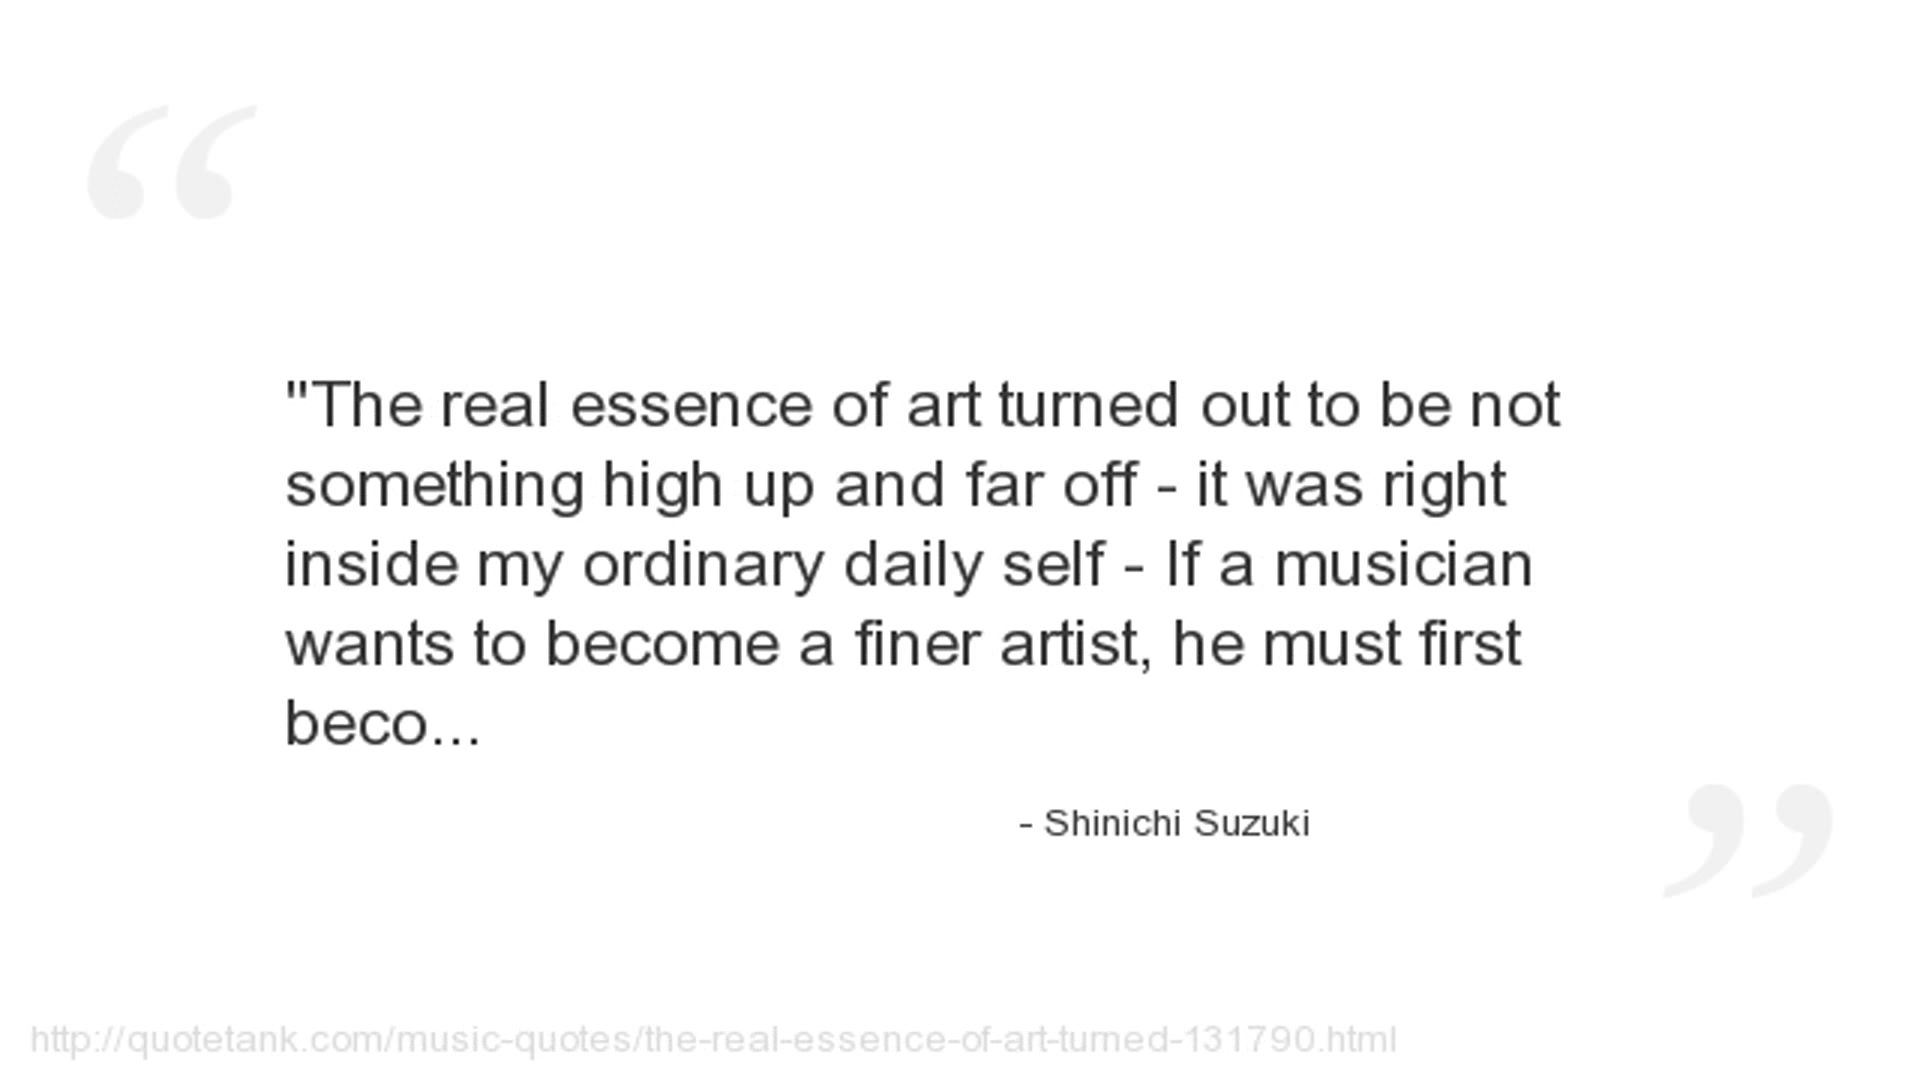 "The real essence of art turned out to be not
something high up and far off - it was right
inside my ordinary daily self - If a musician
wants to become a finer artist, he must first
beco...
- Shinichi Suzuki
http://quotetank.com/music-quotes/the-real-essence-of-art-turned-131790.html